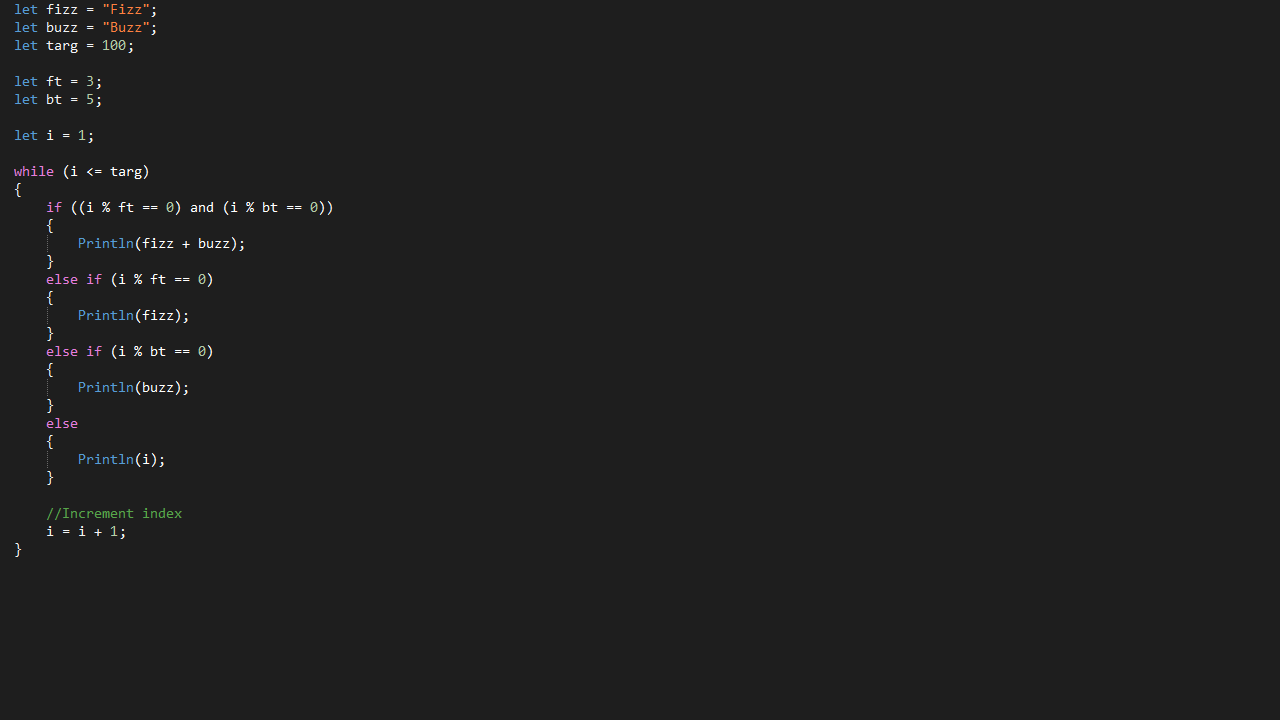 let fizz = "Fizz";
let buzz = "Buzz";
let targ = 100;

let ft = 3;
let bt = 5;

let i = 1;

while (i <= targ)
{
    if ((i % ft == 0) and (i % bt == 0))
    {
        Println(fizz + buzz);
    }
    else if (i % ft == 0)
    {
        Println(fizz);
    }
    else if (i % bt == 0)
    {
        Println(buzz);
    }
    else
    {
        Println(i);
    }

    //Increment index
    i = i + 1;
}